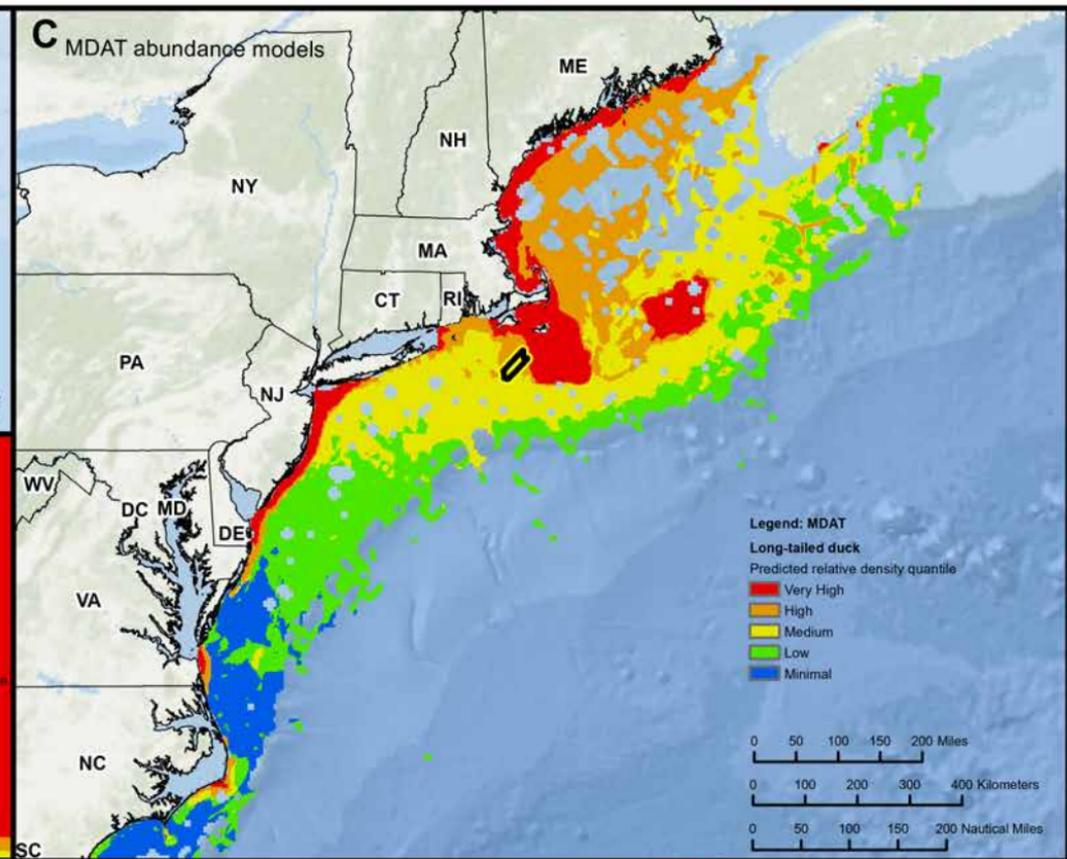 C MDAT abundance models
ME
NH
NY
MA
CT
RI
PA
NJ
WV
DC MD
DE
VA
NC
SC
Legend: MDAT
Long-tailed duck
Predicted relative density quantile
Very High
High
Medium
Low
Minimal
0 50 100 150 200 Miles
0 100 200 300 400 Kilometers
0 50 100 150 200 Nautical Miles